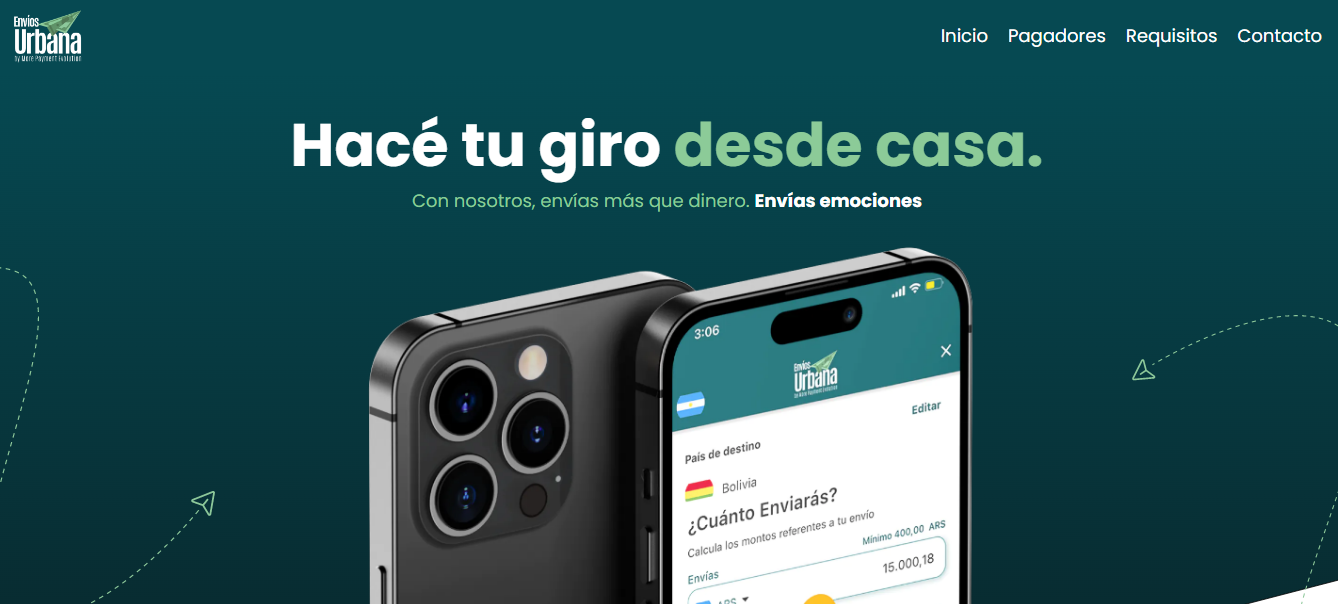 Envíos
Urbana
by More Payment Evolution
Inicio Pagadores Requisitos Contacto
Hacé tu giro desde casa.
Con nosotros, envías más que dinero. Envías emociones
3:06
Envíos
Urbana
by More Payment Evolution
Editar
País de destino
Bolivia
¿Cuánto Enviarás?
Calcula los montos referentes a tu envío
Mínimo 400,00 ARS
Envías
15.000,18
ARS